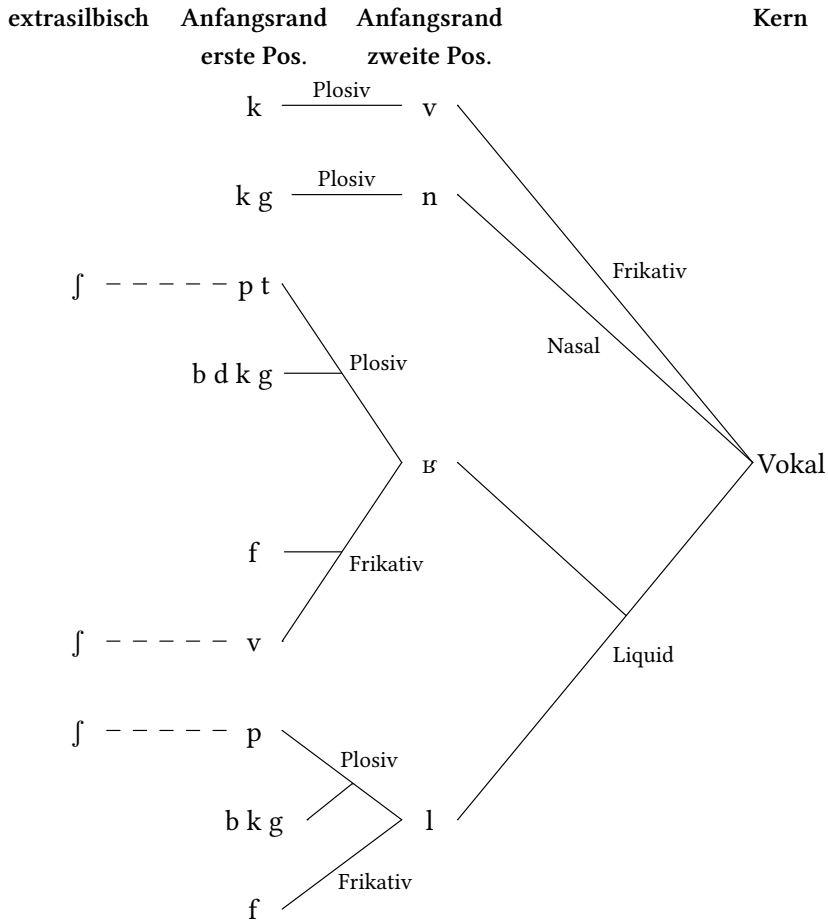 extrasilbisch Anfangsrand Anfangsrand Kern
erste Pos. zweite Pos.
k Plosiv v
k g Plosiv n
Frikativ
ʃ p t
Nasal
b d k g Plosiv
ʁ Vokal
f Frikativ
ʃ v
Liquid
ʃ p
Plosiv
b k g l
Frikativ
f